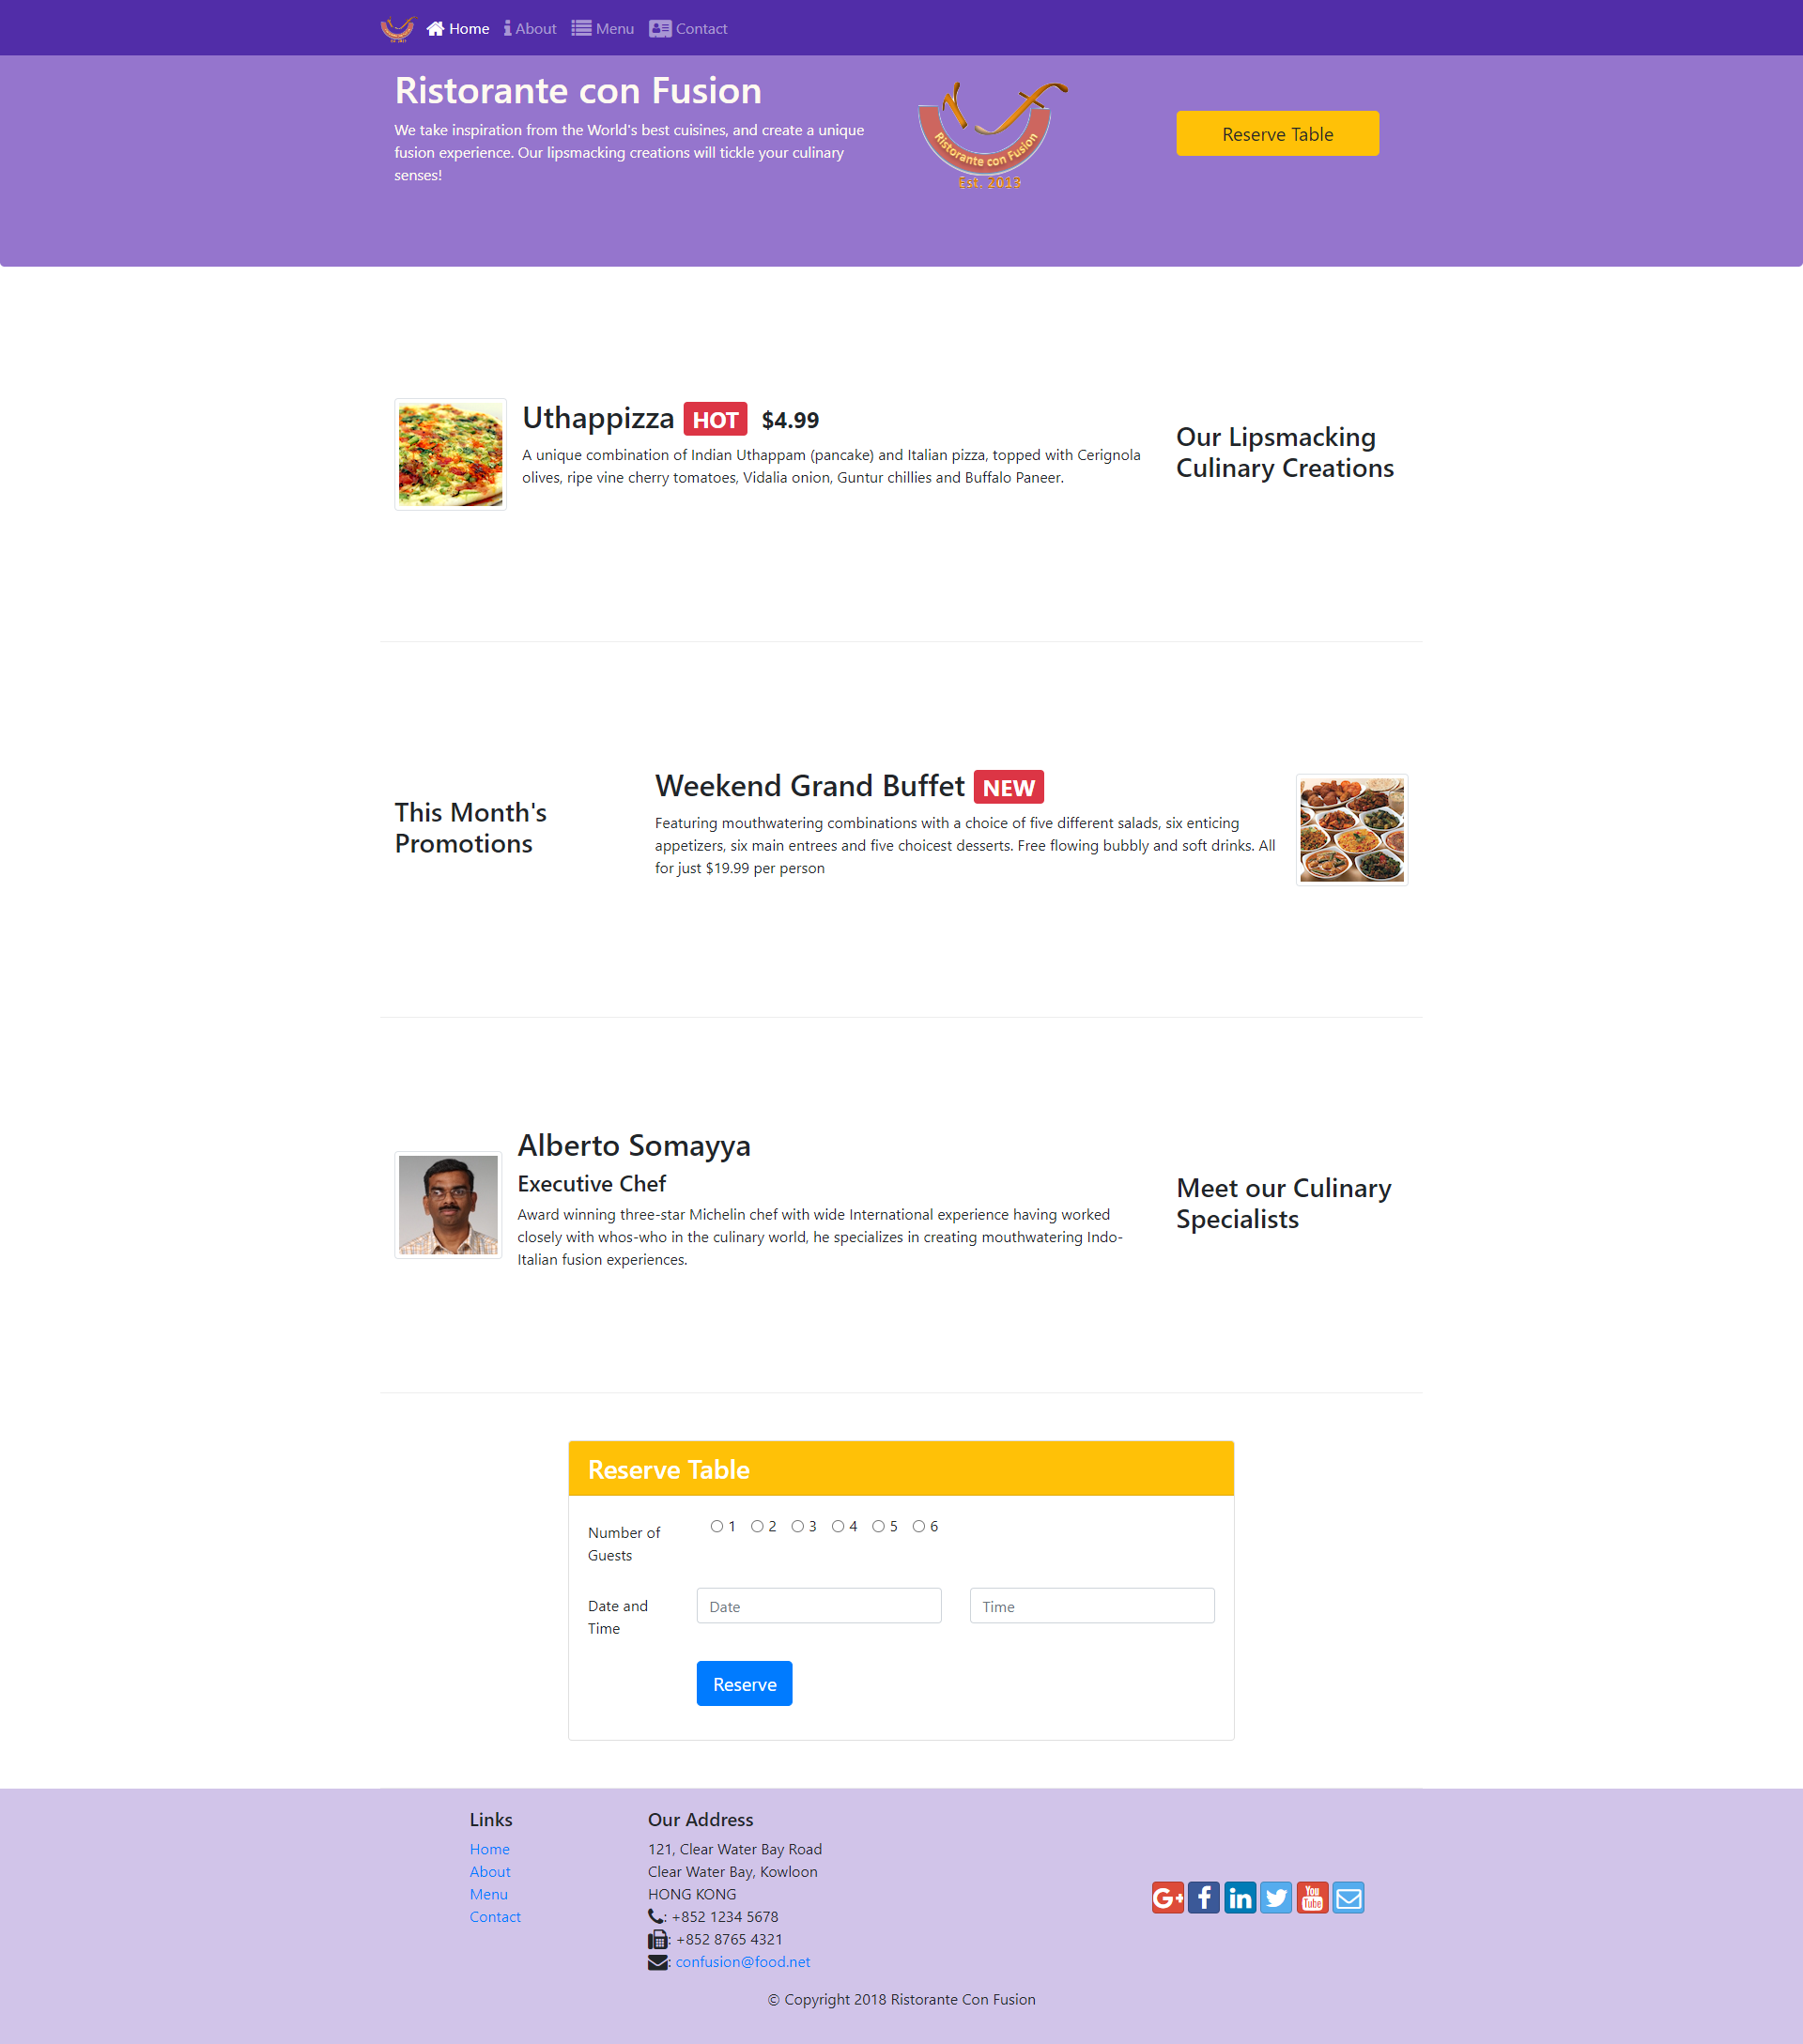 Home About Menu Contact
Ristorante con Fusion
We take inspiration from the World's best cuisines, and create a unique
fusion experience. Our lipsmacking creations will tickle your culinary
senses!
Ristorante con Fusion
Est. 2013
Reserve Table
Uthappizza HOT $4.99
A unique combination of Indian Uthappam (pancake) and Italian pizza, topped with Cerignola
olives, ripe vine cherry tomatoes, Vidalia onion, Guntur chillies and Buffalo Paneer.
Our Lipsmacking
Culinary Creations
This Month's
Promotions
Weekend Grand Buffet NEW
Featuring mouthwatering combinations with a choice of five different salads, six enticing
appetizers, six main entrees and five choicest desserts. Free flowing bubbly and soft drinks. All
for just $19.99 per person
Alberto Somayya
Executive Chef
Award winning three-star Michelin chef with wide International experience having worked
closely with whos-who in the culinary world, he specializes in creating mouthwatering Indo-
Italian fusion experiences.
Meet our Culinary
Specialists
Reserve Table
Number of
Guests
1 2 3 4 5 6
Date and
Time
Date
Time
Reserve
Links
Home
About
Menu
Contact
Our Address
121, Clear Water Bay Road
Clear Water Bay, Kowloon
HONG KONG
: +852 1234 5678
: +852 8765 4321
: confusion@food.net
G+ f in You Tube
© Copyright 2018 Ristorante Con Fusion